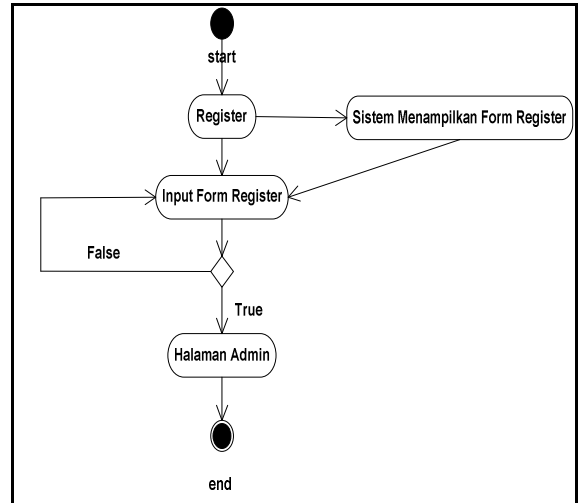 start
Register
Sistem Menampilkan Form Register
Input Form Register
False
True
Halaman Admin
end